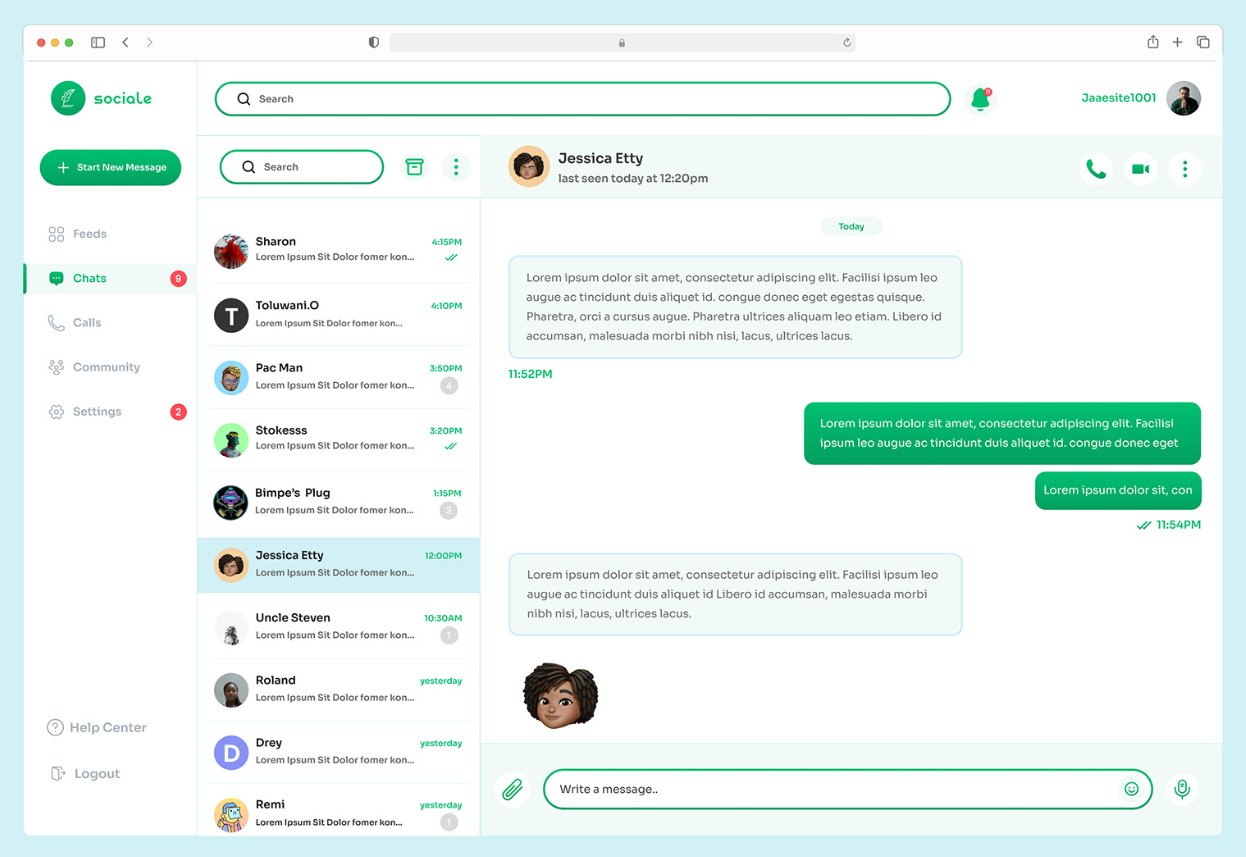 sociale
Search
Jaaesite1001
Start New Message
Feeds
Chats
9
Calls
Community
Settings
2
Help Center
Logout
Search
Sharon
4:15PM
Lorem Ipsum Sit Dolor fomer kon...
T
Toluwani.O
4:10PM
Lorem Ipsum Sit Dolor fomer kon...
Pac Man
3:50PM
Lorem Ipsum Sit Dolor fomer kon...
4
Stokesss
3:20PM
Lorem Ipsum Sit Dolor fomer kon...
Bimpe's Plug
1:15PM
Lorem Ipsum Sit Dolor fomer kon...
3
Jessica Etty
12:00PM
Lorem Ipsum Sit Dolor fomer kon...
Uncle Steven
10:30AM
Lorem Ipsum Sit Dolor fomer kon...
1
Roland
yesterday
Lorem Ipsum Sit Dolor fomer kon...
D
Drey
yesterday
Lorem Ipsum Sit Dolor fomer kon...
Remi
yesterday
Lorem Ipsum Sit Dolor fomer kon...
1
Jessica Etty
last seen today at 12:20pm
Today
Lorem ipsum dolor sit amet, consectetur adipiscing elit. Facilisi ipsum leo
augue ac tincidunt duis aliquet id. congue donec eget egestas quisque.
Pharetra, orci a cursus augue. Pharetra ultrices aliquam leo etiam. Libero id
accumsan, malesuada morbi nibh nisi, lacus, ultrices lacus.
11:52PM
Lorem ipsum dolor sit amet, consectetur adipiscing elit. Facilisi
ipsum leo augue ac tincidunt duis aliquet id. congue donec eget
Lorem ipsum dolor sit, con
11:54PM
Lorem ipsum dolor sit amet, consectetur adipiscing elit. Facilisi ipsum leo
augue ac tincidunt duis aliquet id Libero id accumsan, malesuada morbi
nibh nisi, lacus, ultrices lacus.
Write a message..